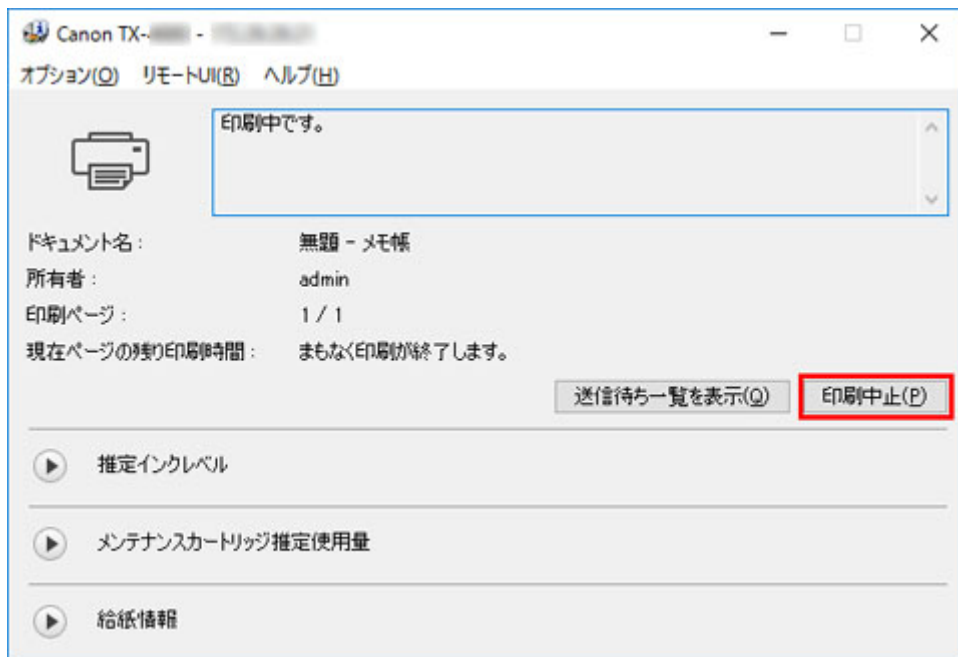 Canon TX- -
オプション(O) リモートUI(R) ヘルプ(H)
印刷中です。
ドキュメント名： 無題 - メモ帳
所有者： admin
印刷ページ： 1 / 1
現在ページの残り印刷時間： まもなく印刷が終了します。
送信待ち一覧を表示(Q) 印刷中止(P)
推定インクレベル
メンテナンスカートリッジ推定使用量
給紙情報